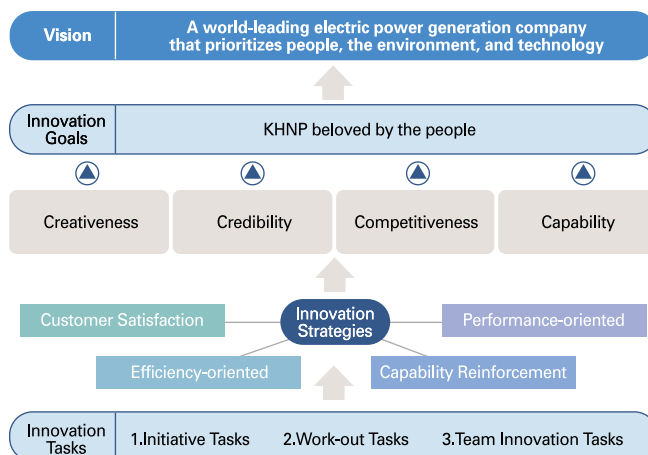 Vision
A world-leading electric power generation company
that prioritizes people, the environment, and technology
Innovation
Goals
KHNP beloved by the people
Creativeness
Credibility
Competitiveness
Capability
Customer Satisfaction
Innovation
Strategies
Performance-oriented
Efficiency-oriented
Capability Reinforcement
Innovation
Tasks
1.Initiative Tasks 2.Work-out Tasks 3.Team Innovation Tasks